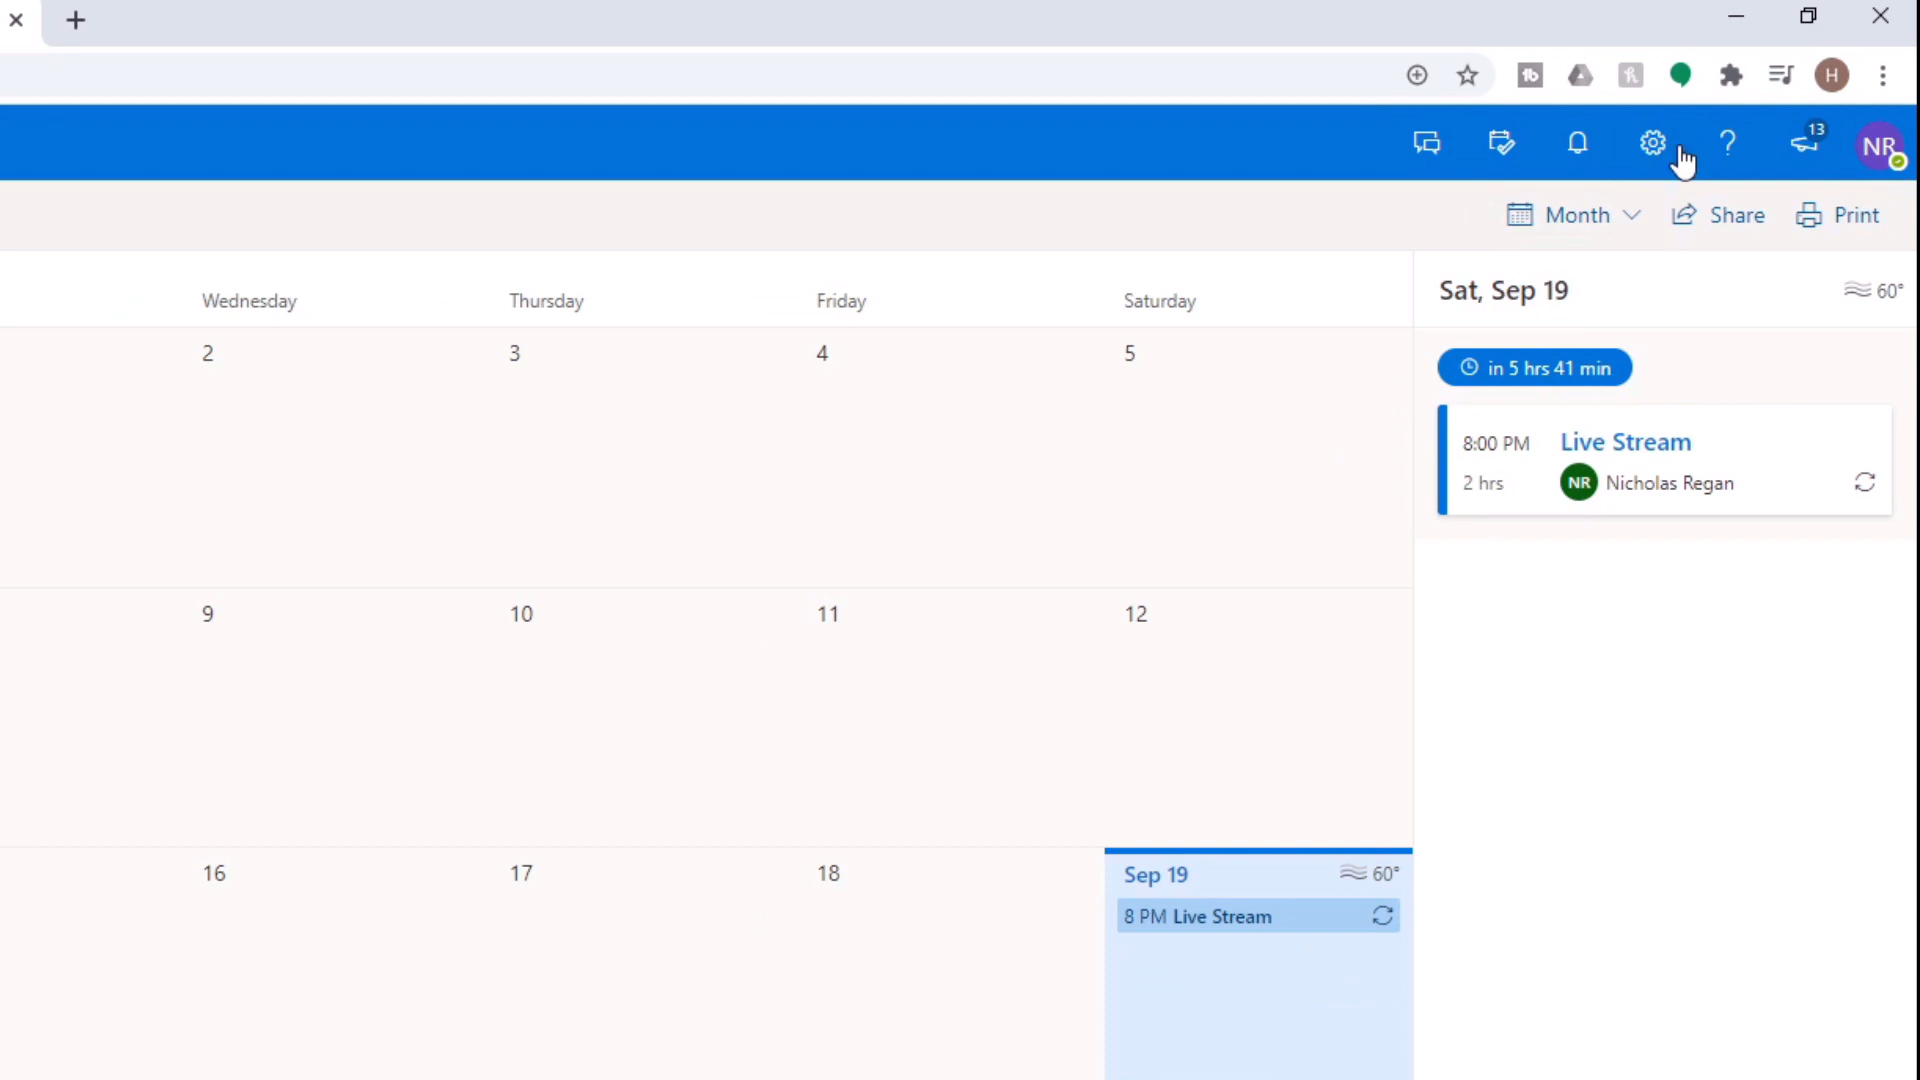 H
13
NR
Month Share Print
Wednesday Thursday Friday Saturday
Sat, Sep 19 60°
2 3 4 5
in 5 hrs 41 min
8:00 PM Live Stream
2 hrs NR Nicholas Regan
9 10 11 12
16 17 18 Sep 19 60°
8 PM Live Stream